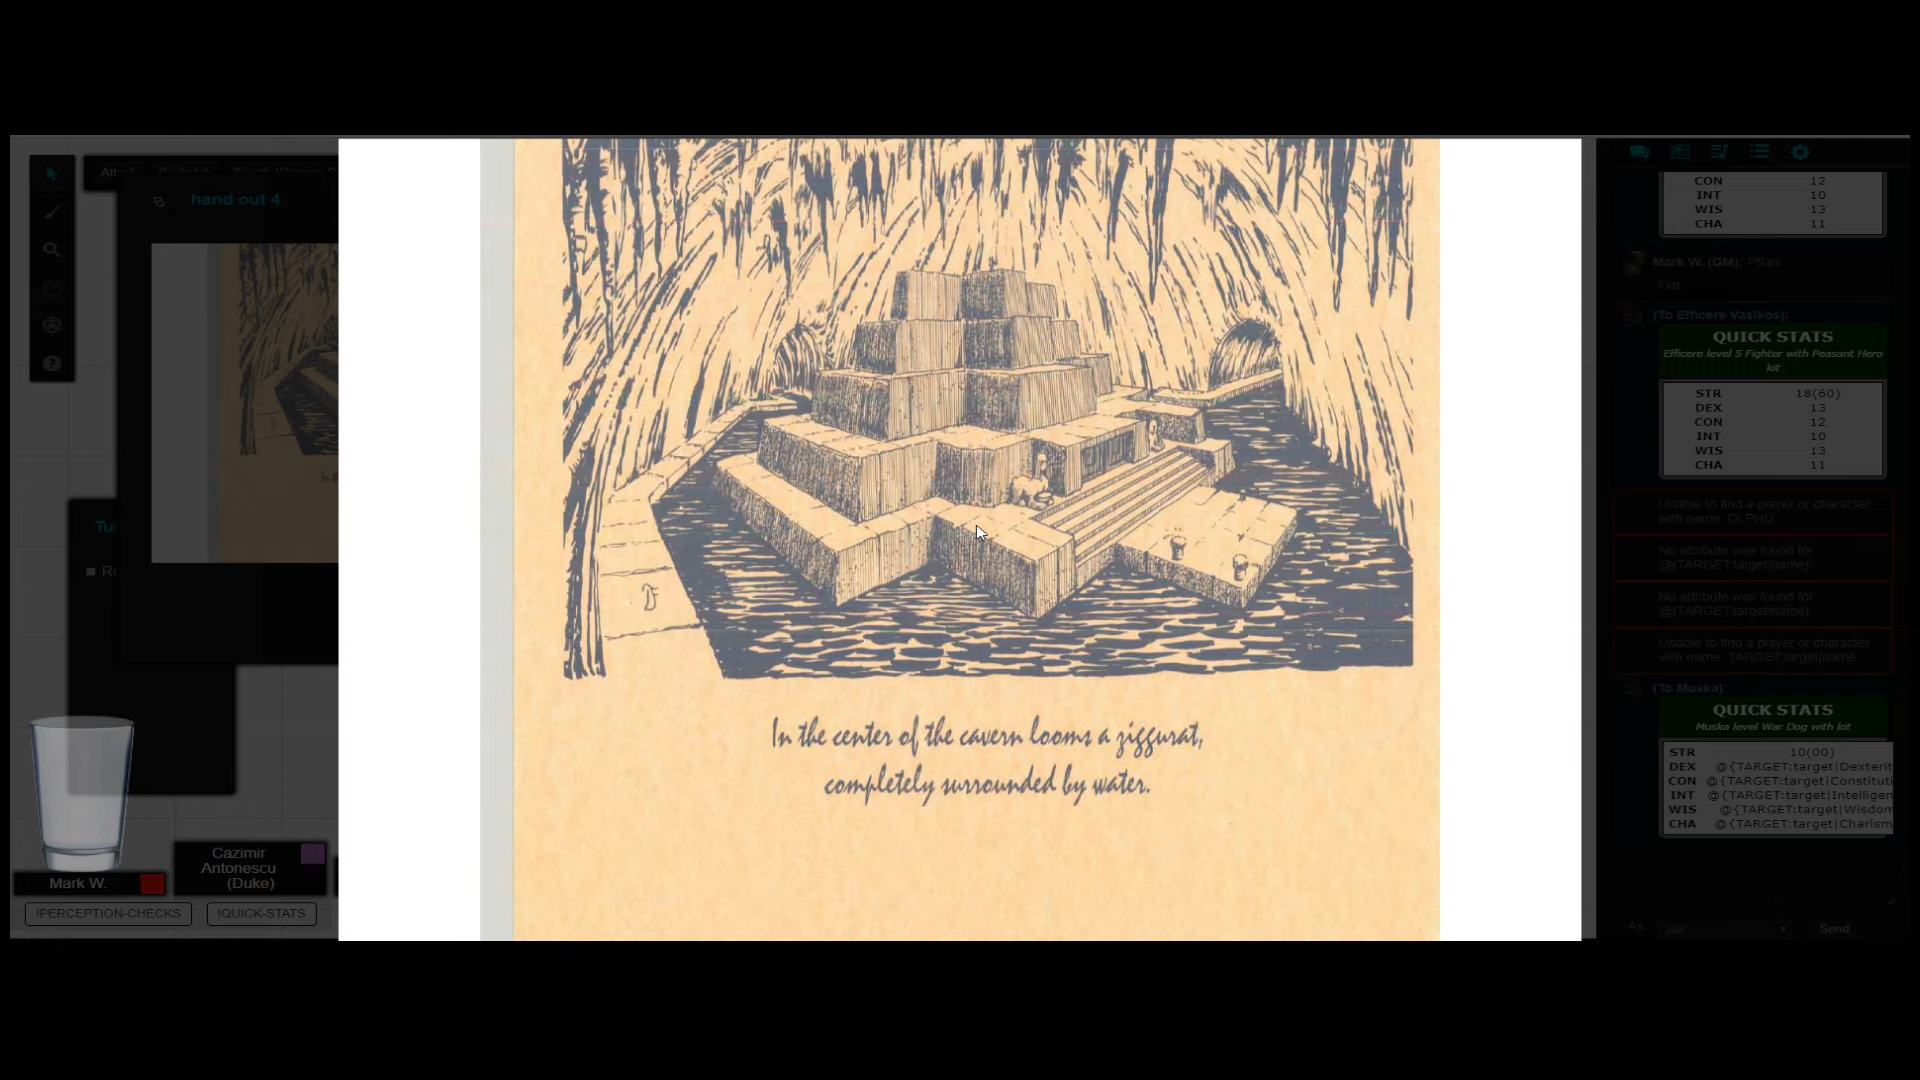 hand out 4
CON 12
INT 10
WIS 13
CHA 11
Mark W. (GM): Pflan
Flar
(To Efficere Vasikos):
QUICK STATS
Efficere level 5 Fighter with Peasant Hero
kit
STR 18(60)
DEX 13
CON 12
INT 10
WIS 13
CHA 11
Unable to find a player or character
with name: Dr PHD
No attribute was found for
@{TARGET:target|name}
No attribute was found for
@{TARGET:target|name}
Unable to find a player or character
with name: TARGET:target|name
(To Muska):
QUICK STATS
Muska level War Dog with kit
STR 10(00)
DEX @{TARGET:target|Dexterit
CON @{TARGET:target|Constituti
INT @{TARGET:target|Intelligen
WIS @{TARGET:target|Wisdom
CHA @{TARGET:target|Charism
As:
Send
In the center of the cavern looms a ziggurat,
completely surrounded by water.
Cazimir
Antonescu
(Duke)
Mark W.
!PERCEPTION-CHECKS
!QUICK-STATS